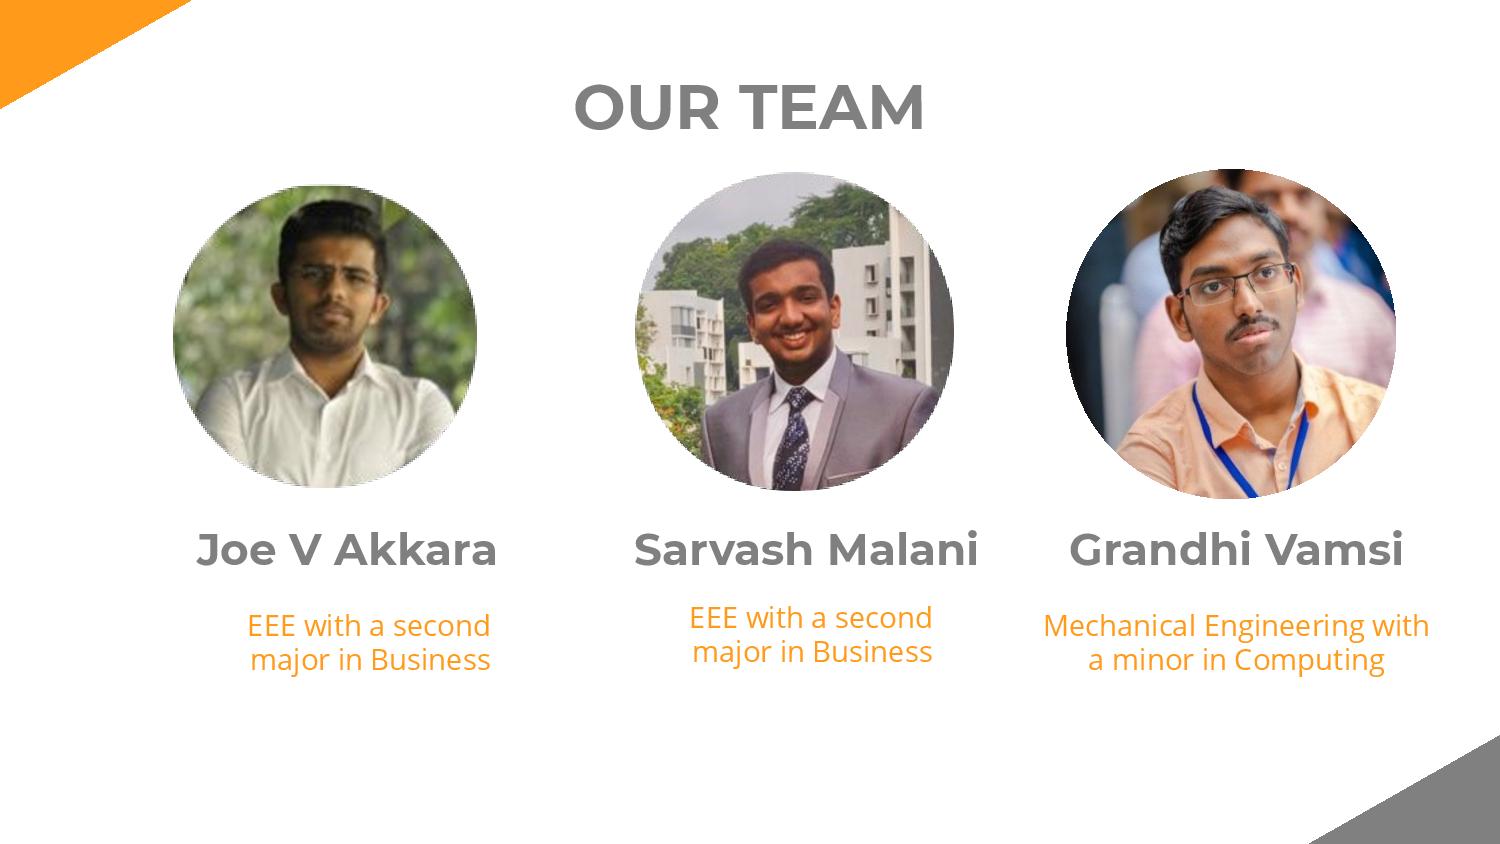 OUR TEAM
Joe V Akkara
EEE with a second
major in Business
Sarvash Malani
EEE with a second
major in Business
Grandhi Vamsi
Mechanical Engineering with
a minor in Computing